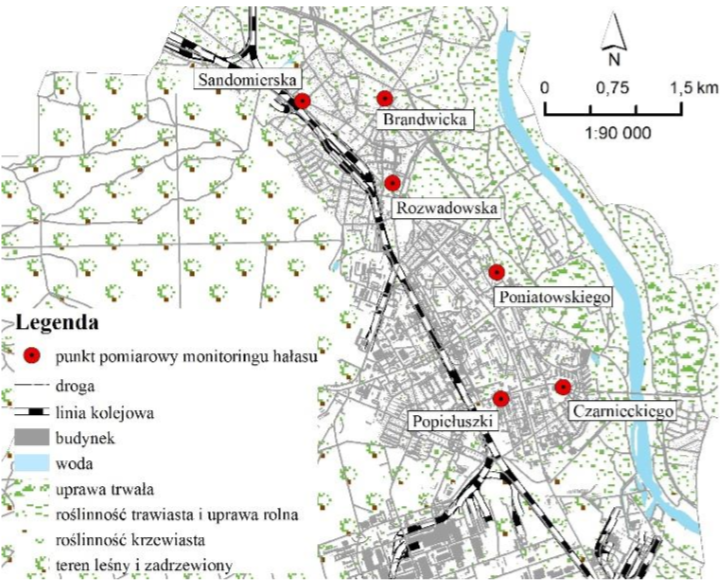 Sandomierska
Brandwicka
Rozwadowska
Poniatowskiego
Popiełuszki
Czarnieckiego
N
0 0,75 1,5 km
1:90 000
Legenda
punkt pomiarowy monitoringu hałasu
droga
linia kolejowa
budynek
woda
uprawa trwała
roślinność trawiasta i uprawa rolna
roślinność krzewiasta
teren leśny i zadrzewiony